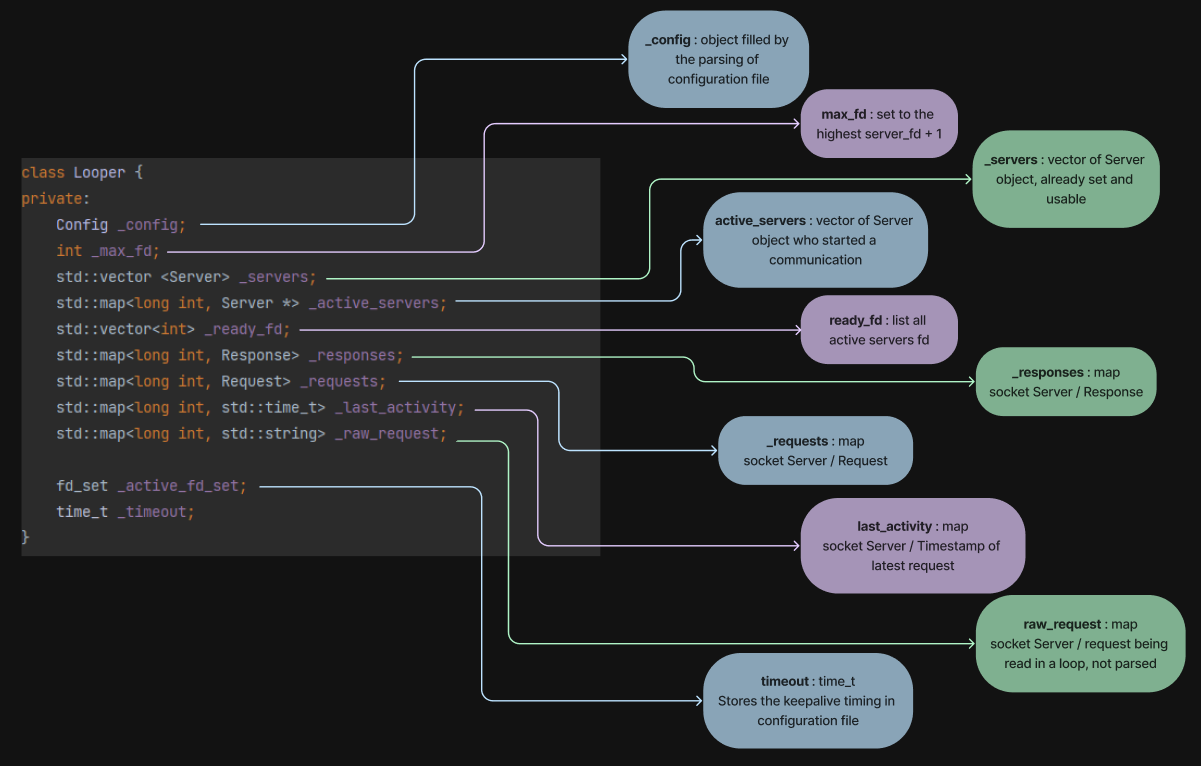 _config : object filled by
the parsing of
configuration file
max_fd : set to the
highest server_fd + 1
_servers : vector of Server
object, already set and
usable
active_servers : vector of Server
object who started a
communication
ready_fd : list all
active servers fd
_responses : map
socket Server / Response
_requests : map
socket Server / Request
last_activity : map
socket Server / Timestamp of
latest request
raw_request : map
socket Server / request being
read in a loop, not parsed
timeout : time_t
Stores the keepalive timing in
configuration file
class Looper {
private:
    Config _config;
    int _max_fd;
    std::vector <Server> _servers;
    std::map<long int, Server *> _active_servers;
    std::vector<int> _ready_fd;
    std::map<long int, Response> _responses;
    std::map<long int, Request> _requests;
    std::map<long int, std::time_t> _last_activity;
    std::map<long int, std::string> _raw_request;
    fd_set _active_fd_set;
    time_t _timeout;
}